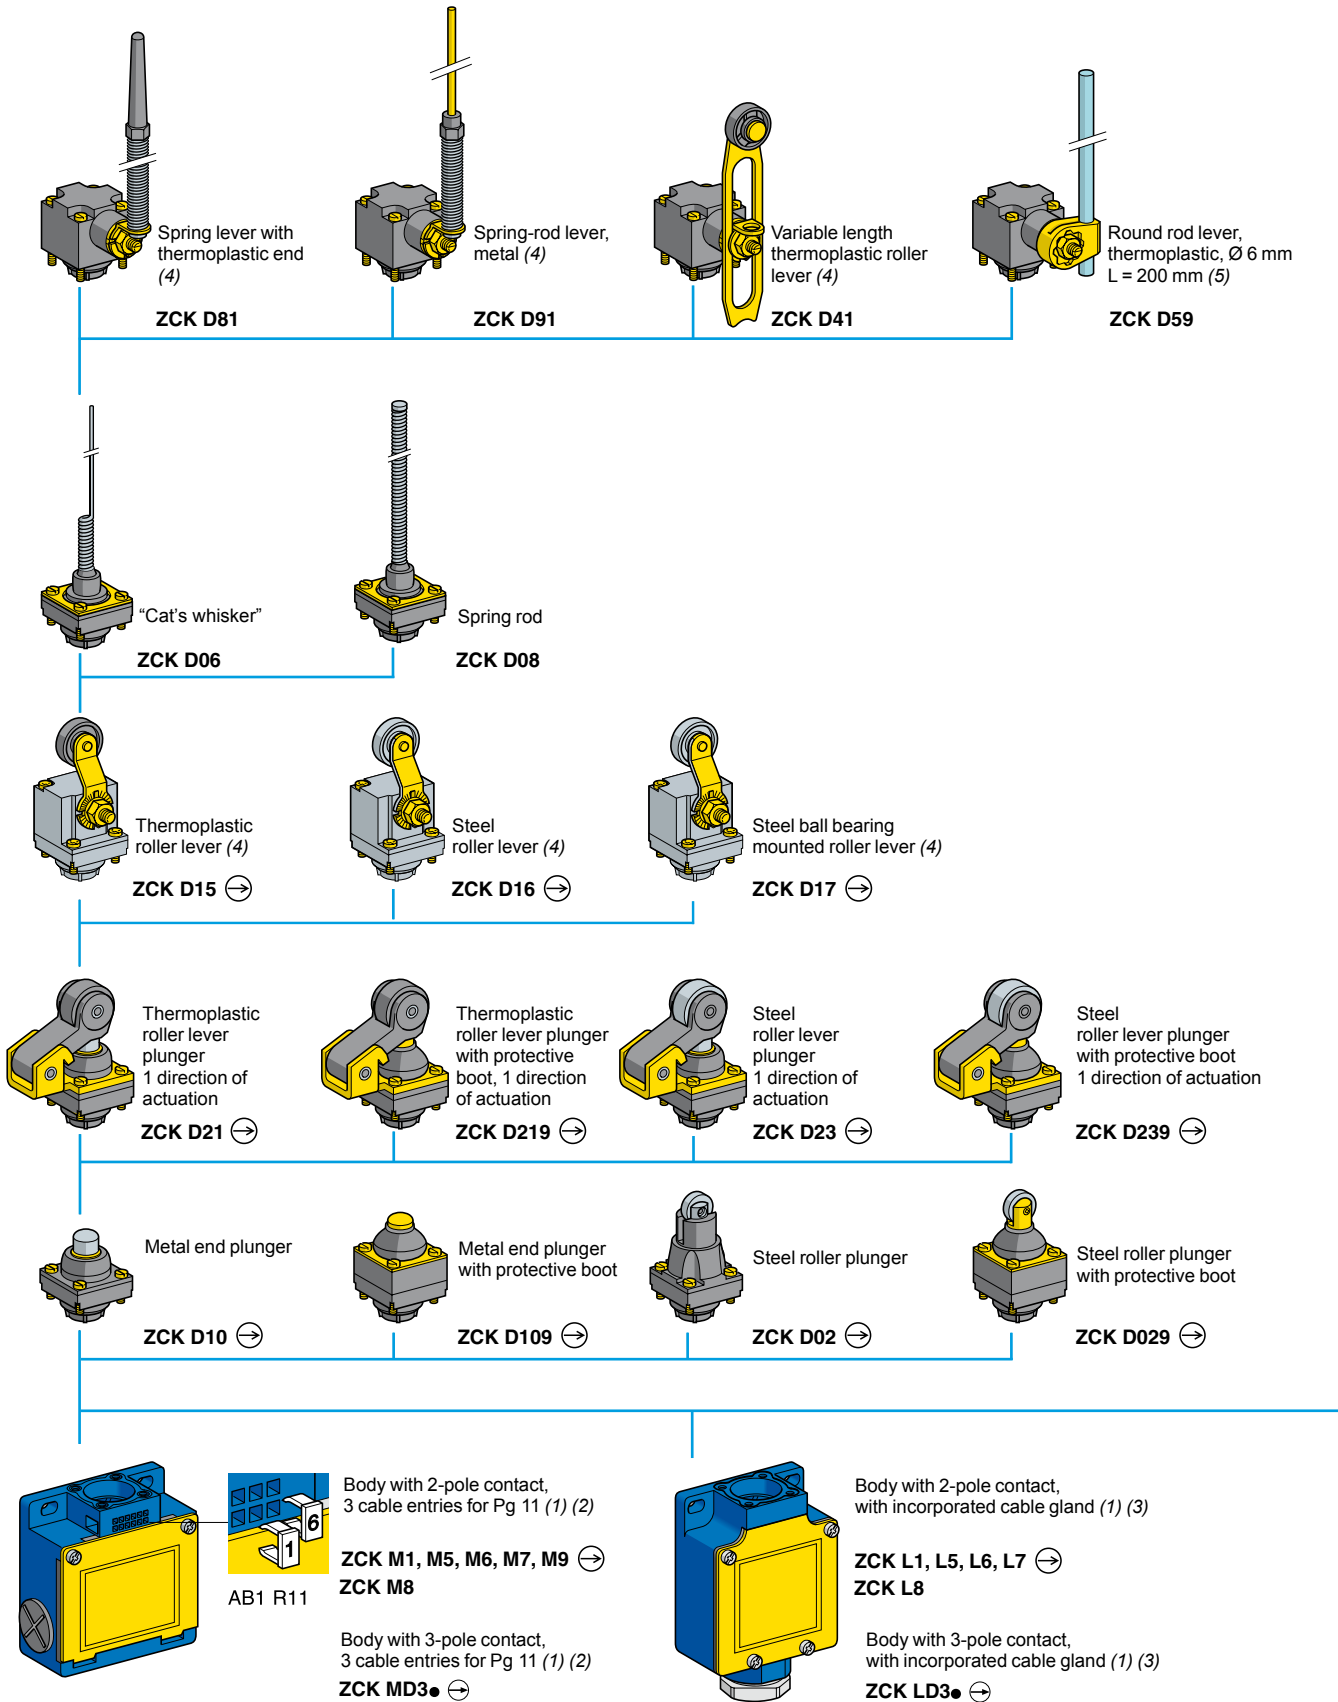 Spring lever with
thermoplastic end
(4)
ZCK D81
Spring-rod lever,
metal (4)
ZCK D91
Variable length
thermoplastic roller
lever (4)
ZCK D41
Round rod lever,
thermoplastic, Ø 6 mm
L = 200 mm (5)
ZCK D59
“Cat's whisker”
ZCK D06
Spring rod
ZCK D08
Thermoplastic
roller lever (4)
ZCK D15
Steel
roller lever (4)
ZCK D16
Steel ball bearing
mounted roller lever (4)
ZCK D17
Thermoplastic
roller lever
plunger
1 direction of
actuation
ZCK D21
Thermoplastic
roller lever plunger
with protective
boot, 1 direction
of actuation
ZCK D219
Steel
roller lever
plunger
1 direction of
actuation
ZCK D23
Steel
roller lever plunger
with protective boot
1 direction of actuation
ZCK D239
Metal end plunger
ZCK D10
Metal end plunger
with protective boot
ZCK D109
Steel roller plunger
ZCK D02
Steel roller plunger
with protective boot
ZCK D029
6
1
AB1 R11
Body with 2-pole contact,
3 cable entries for Pg 11 (1) (2)
ZCK M1, M5, M6, M7, M9
ZCK M8
Body with 3-pole contact,
3 cable entries for Pg 11 (1) (2)
ZCK MD3●
Body with 2-pole contact,
with incorporated cable gland (1) (3)
ZCK L1, L5, L6, L7
ZCK L8
Body with 3-pole contact,
with incorporated cable gland (1) (3)
ZCK LD3●